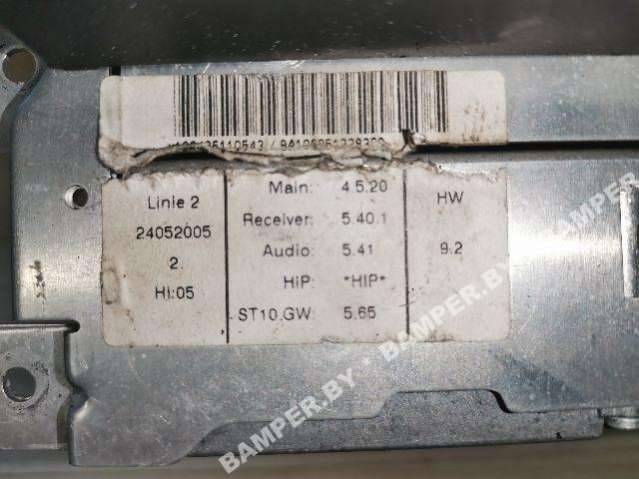 Linie 2
24052005
2.
HI:05
Main: 4.5.20
Receiver: 5.40.1
Audio: 5.41
HiP: *HIP*
ST10.GW: 5.65
HW
9.2
BAMPER.BY * BAMPER.BY